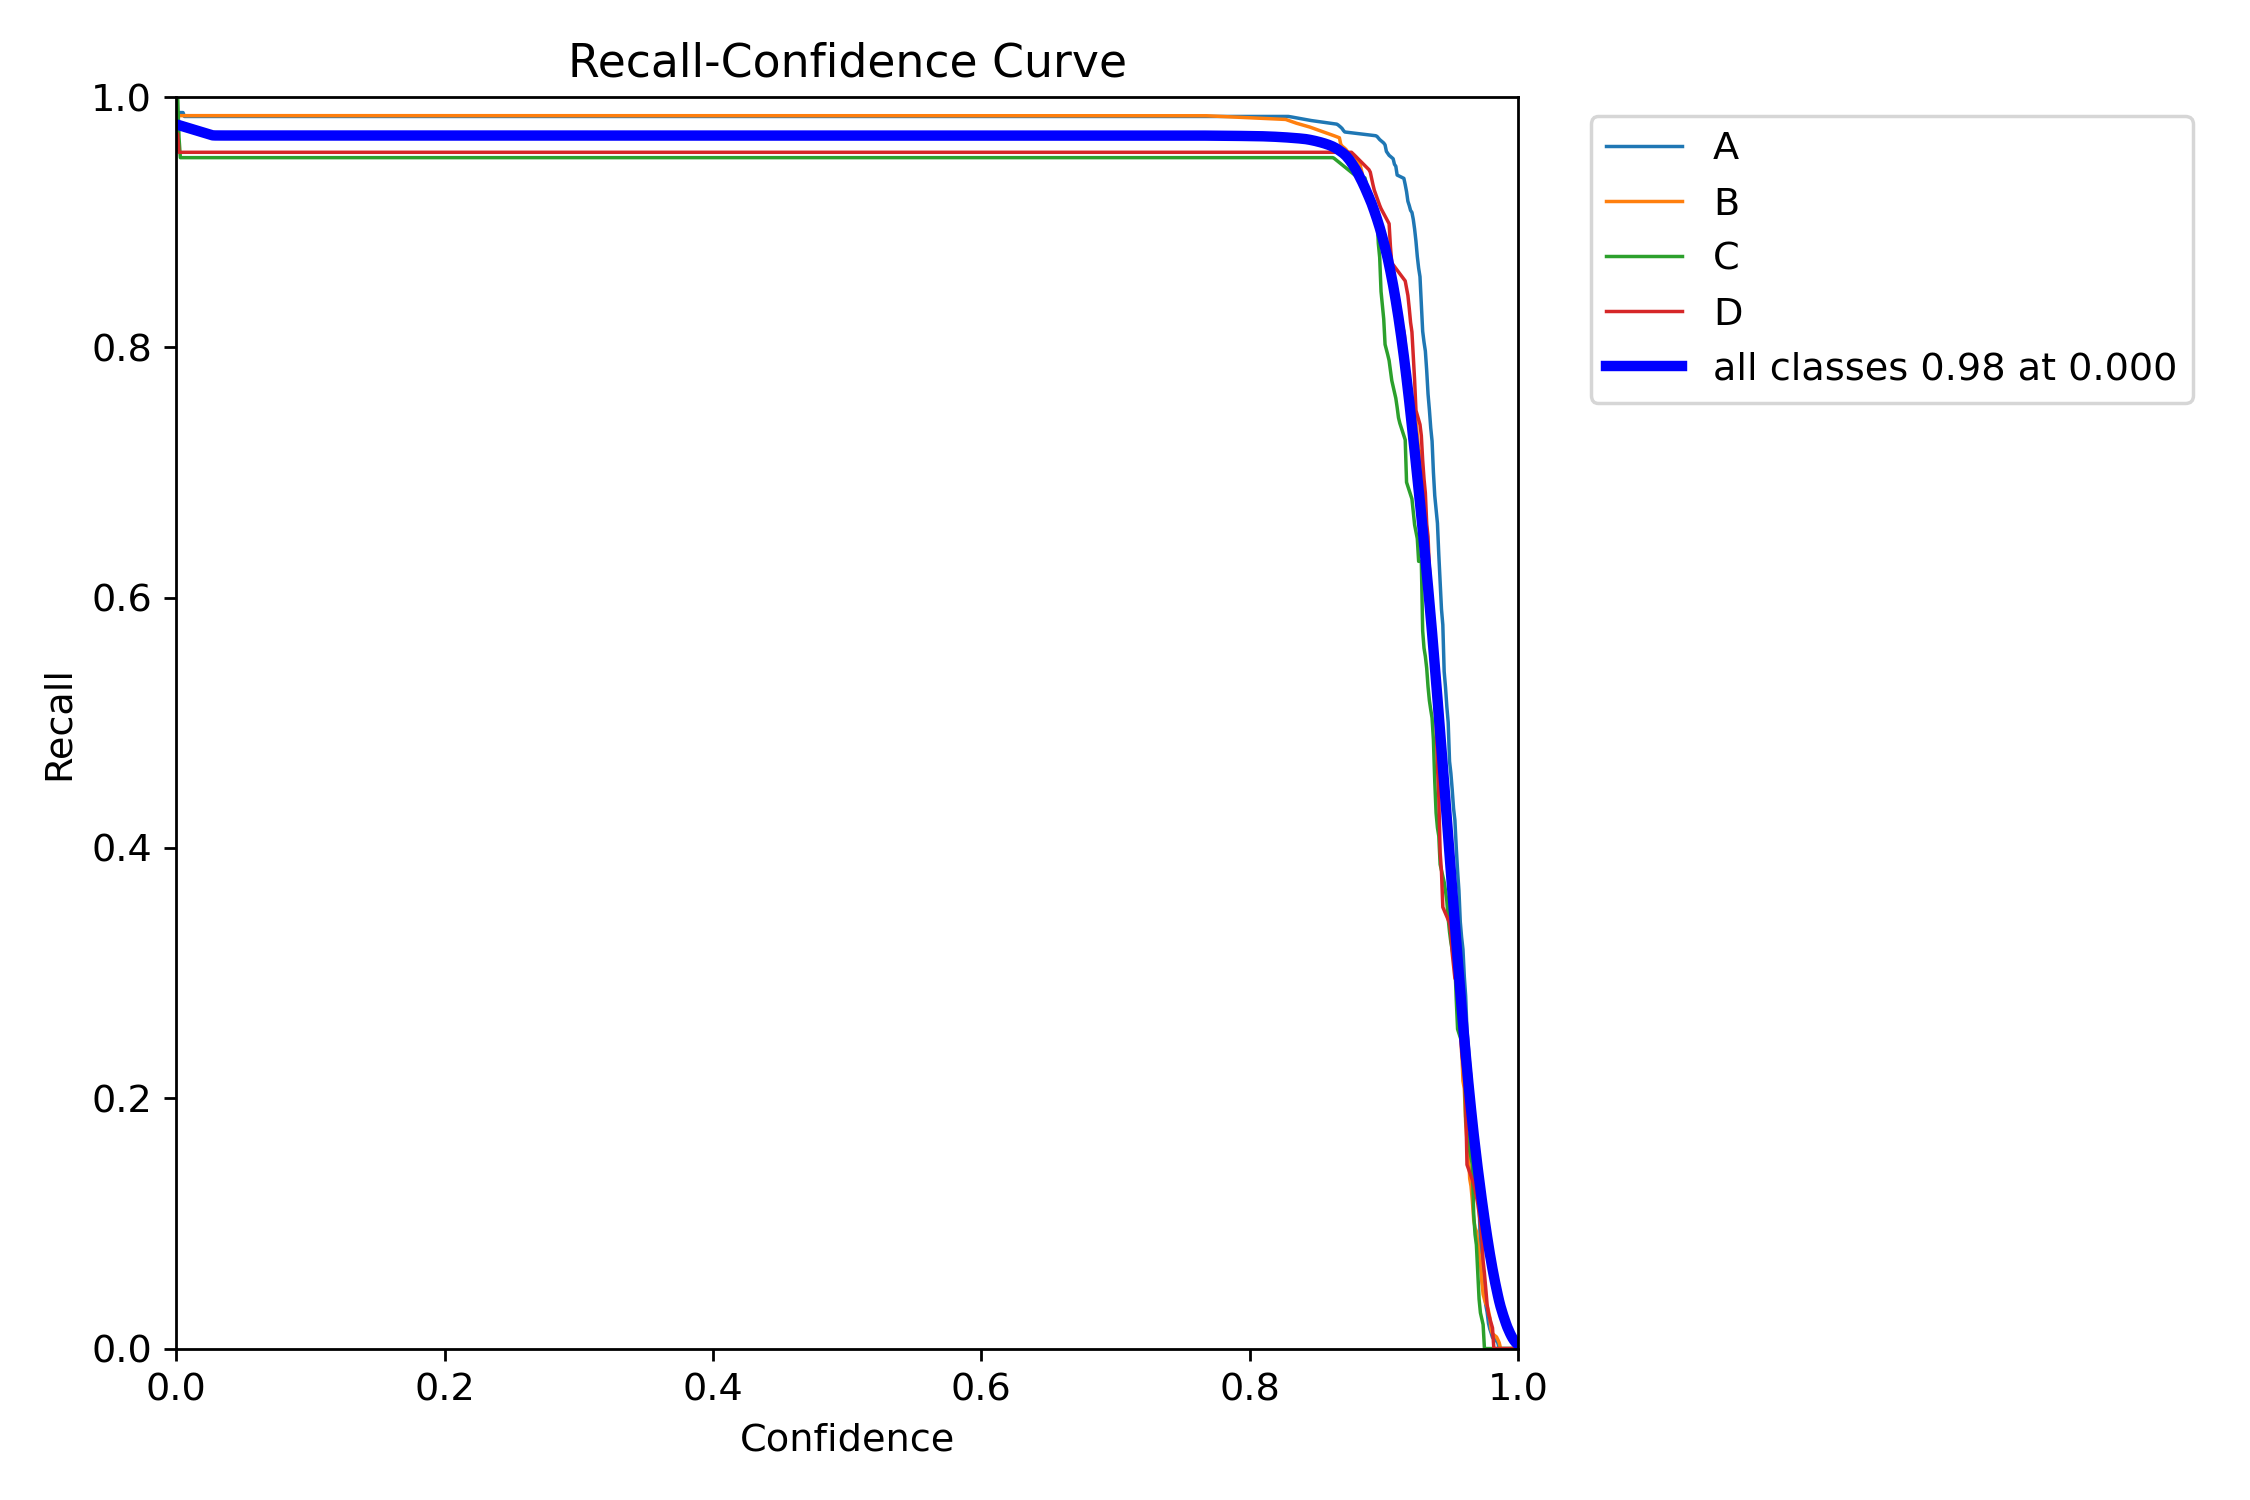 Recall-Confidence Curve
1.0
0.8
0.6
0.4
0.2
0.0
Recall
0.0 0.2 0.4 0.6 0.8 1.0
Confidence
A
B
C
D
all classes 0.98 at 0.000